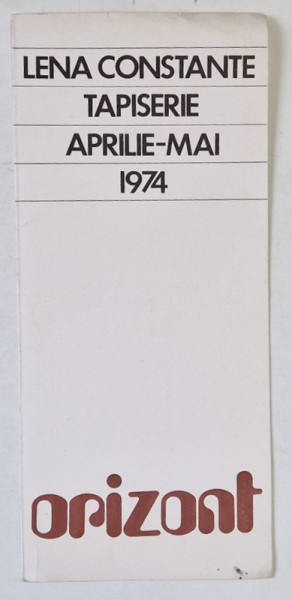 LENA CONSTANTE
TAPISERIE
APRILIE-MAI
1974
orizont